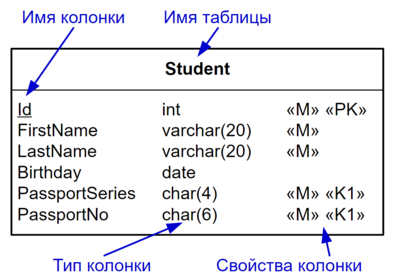 Имя колонки Имя таблицы
Student
Id int «M» «PK»
FirstName varchar(20) «M»
LastName varchar(20) «M»
Birthday date
PassportSeries char(4) «M» «K1»
PassportNo char(6) «M» «K1»
Тип колонки Свойства колонки